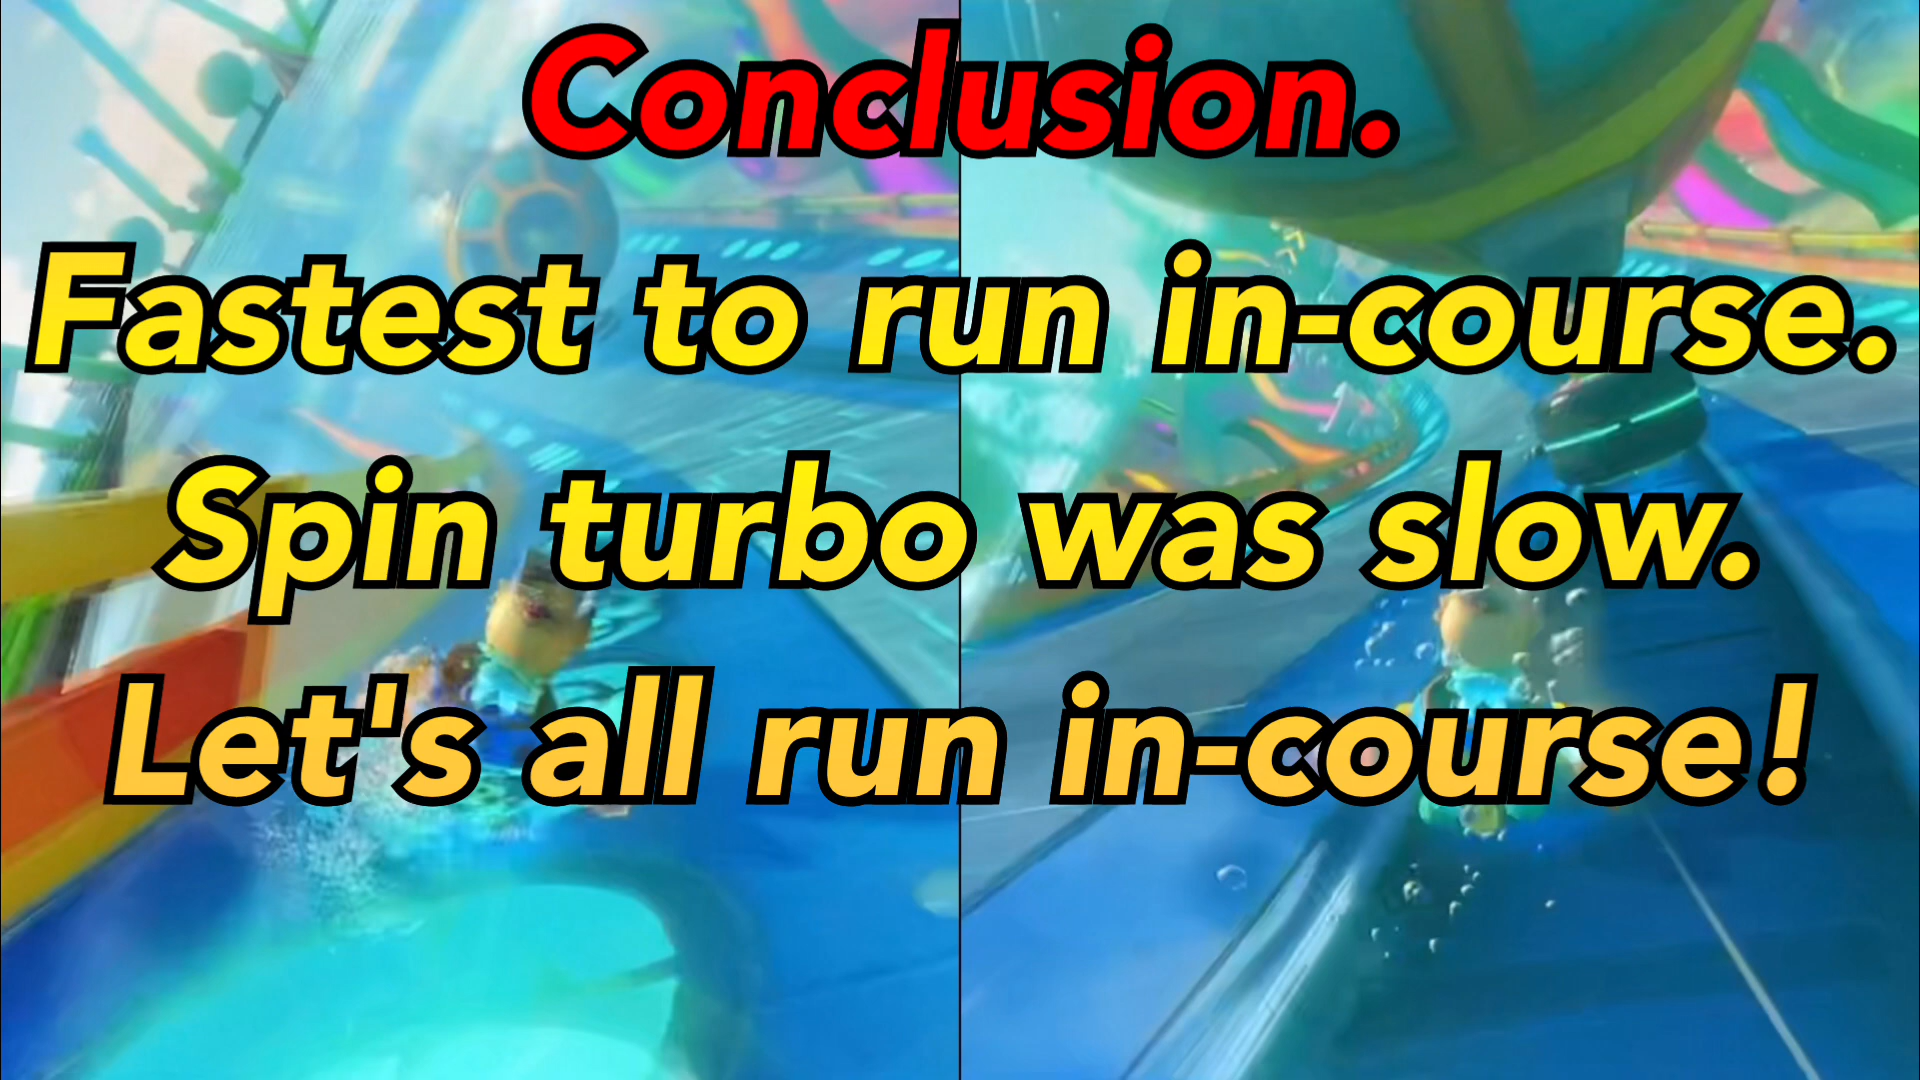 Conclusion.
Fastest to run in-course.
Spin turbo was slow.
Let's all run in-course!